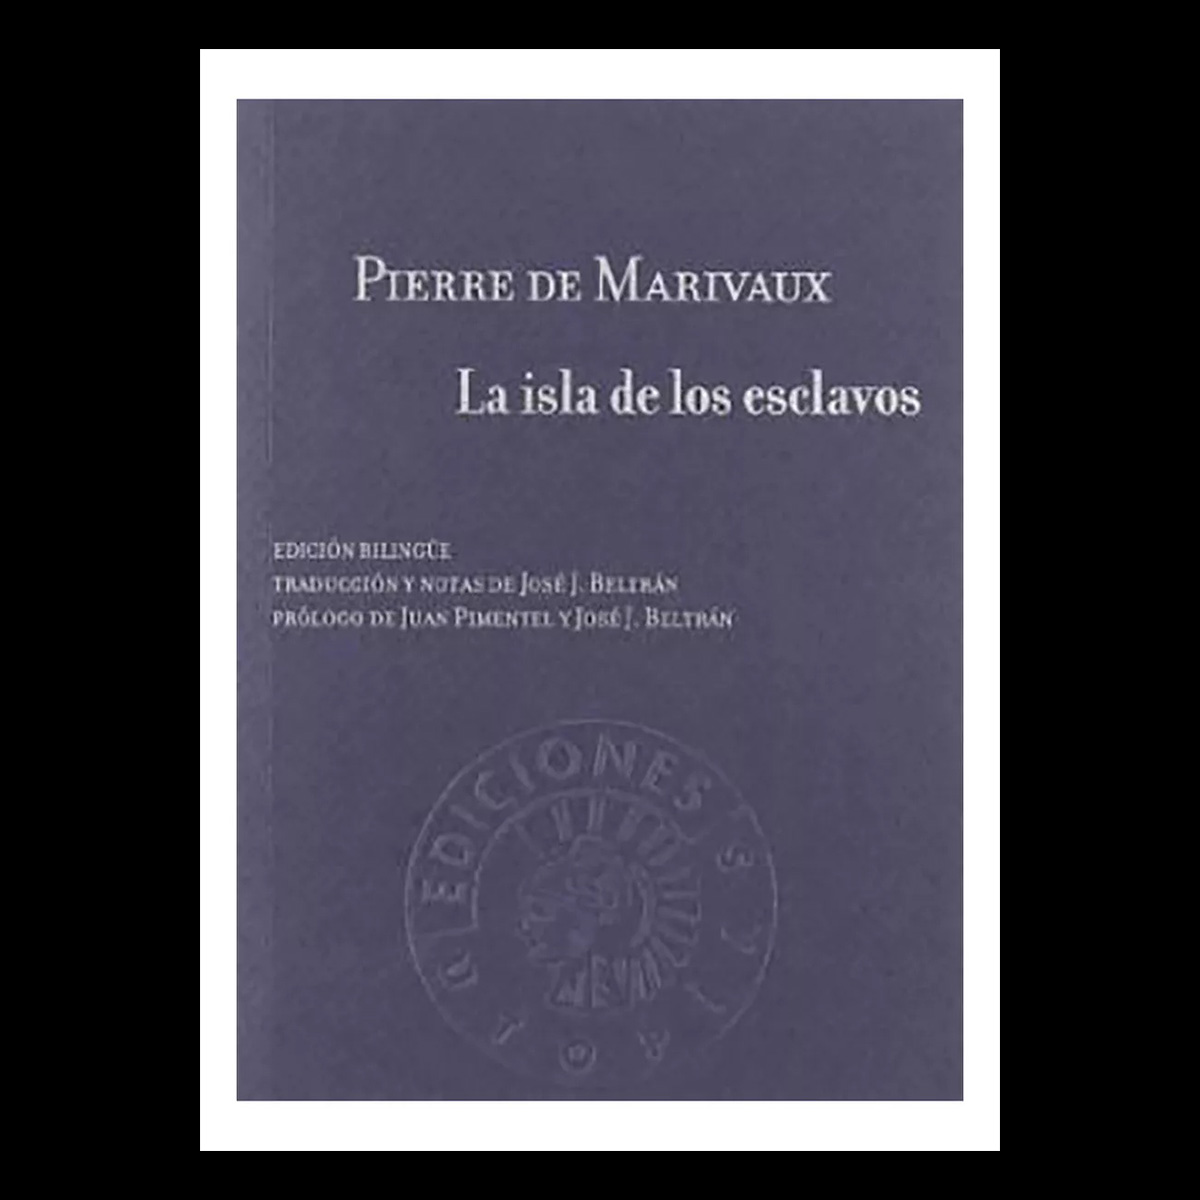 PIERRE DE MARIVAUX
La isla de los esclavos
EDICIÓN BILINGÜE
TRADUCCIÓN Y NOTAS DE JOSÉ J. BELTRÁN
PRÓLOGO DE JUAN PIMENTEL Y JOSÉ J. BELTRÁN
EDICIONES